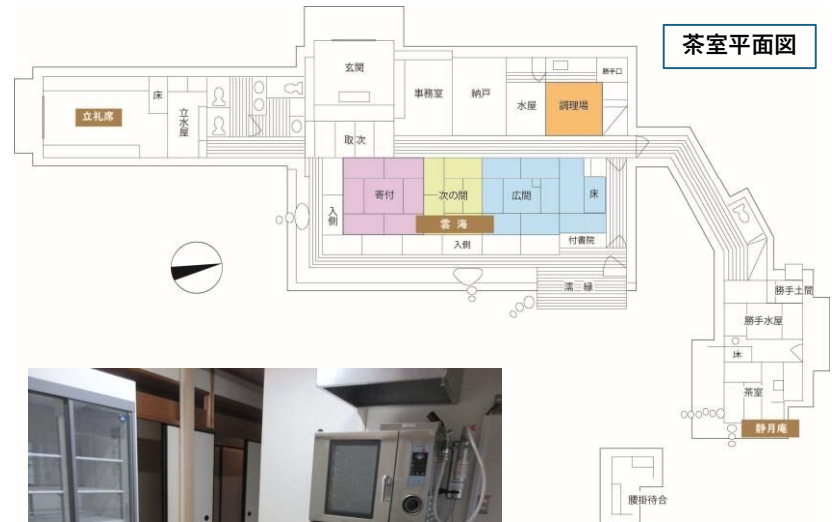 茶室平面図
玄関
事務室
納戸
水屋
調理場
勝手口
立礼席
床
立水屋
取次
寄付
次の間
広間
床
雲海
入側
入側
付書院
濡縁
勝手土間
勝手水屋
床
茶室
静月庵
腰掛待合